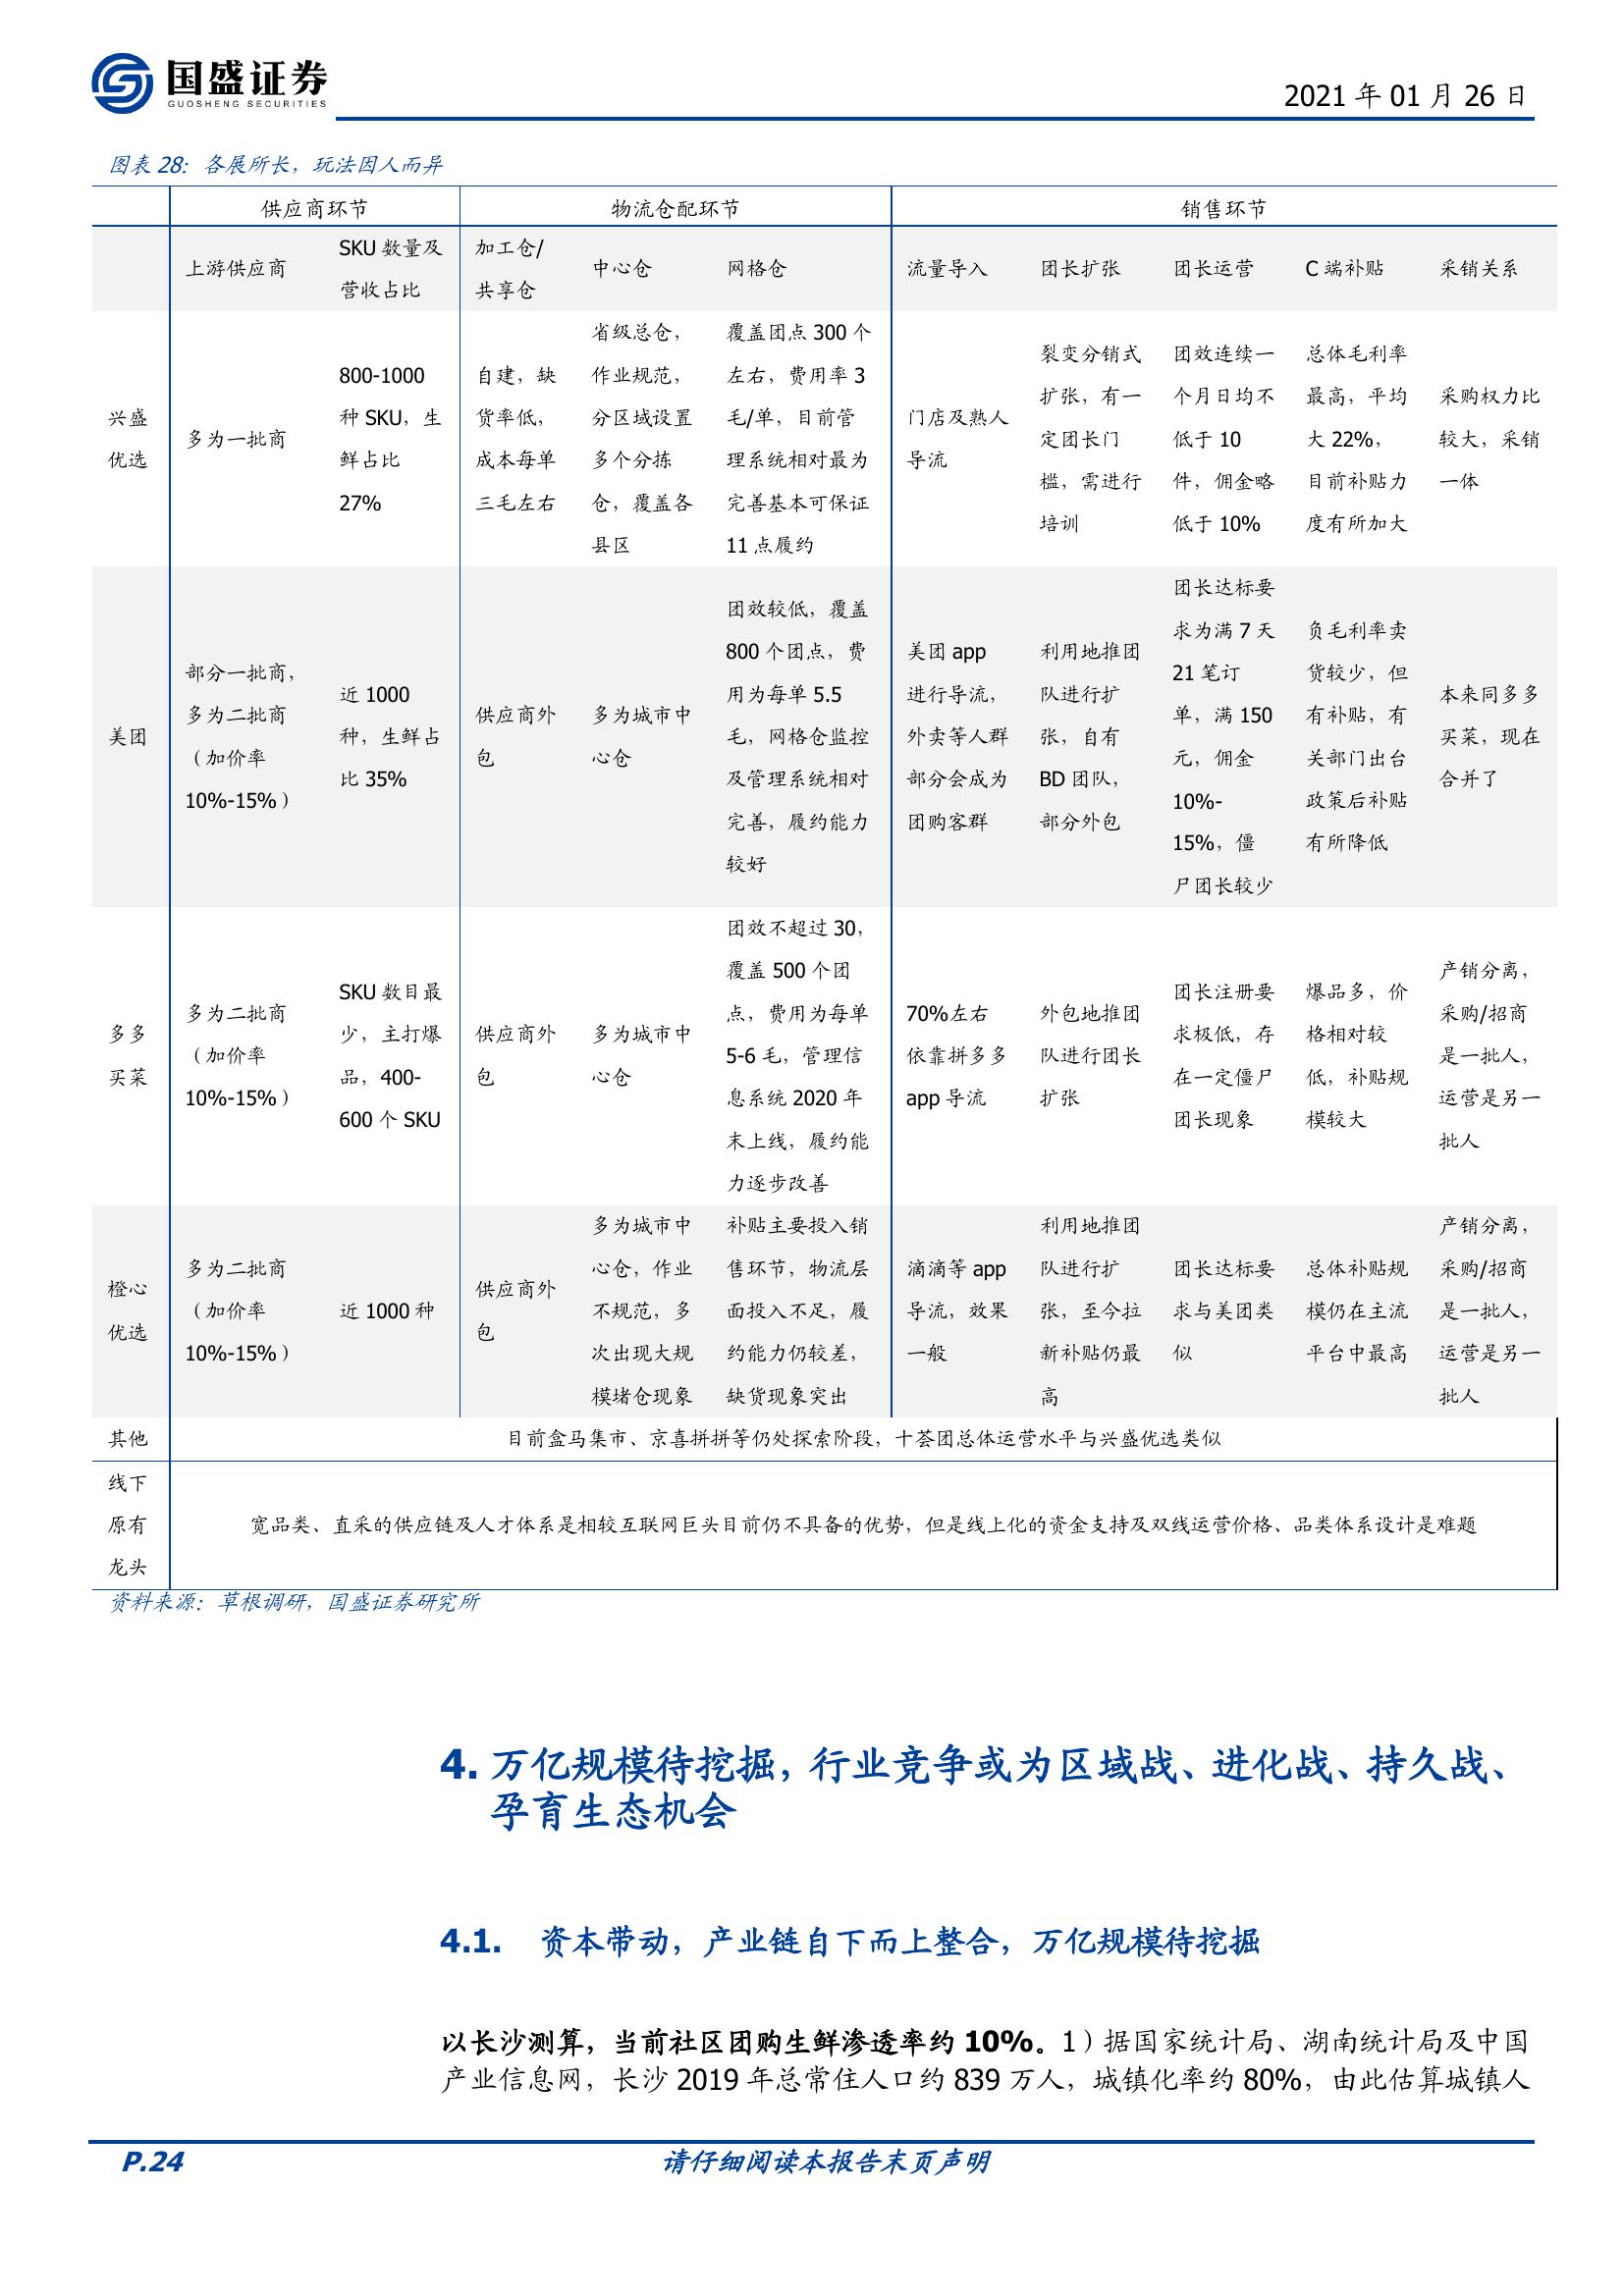 国盛证券
GUOSHENG SECURITIES
2021 年 01 月 26 日
图表 28：各展所长，玩法因人而异
供应商环节 物流仓配环节 销售环节
上游供应商
SKU 数量及
营收占比
加工仓/
共享仓
中心仓
网格仓
流量导入
团长扩张
团长运营
C 端补贴
采销关系
兴盛
优选
多为一批商
800-1000
种 SKU，生
鲜占比
27%
自建，缺
货率低，
成本每单
三毛左右
省级总仓，
作业规范，
分区域设置
多个分拣
仓，覆盖各
县区
覆盖团点 300 个
左右，费用率 3
毛/单，目前管
理系统相对最为
完善基本可保证
11 点履约
门店及熟人
导流
裂变分销式
扩张，有一
定团长门
槛，需进行
培训
团效连续一
个月日均不
低于 10
件，佣金略
低于 10%
总体毛利率
最高，平均
大 22%，
目前补贴力
度有所加大
采购权力比
较大，采销
一体
美团
部分一批商，
多为二批商
（加价率
10%-15%）
近 1000
种，生鲜占
比 35%
供应商外
包
多为城市中
心仓
团效较低，覆盖
800 个团点，费
用为每单 5.5
毛，网格仓监控
及管理系统相对
完善，履约能力
较好
美团 app
进行导流，
外卖等人群
部分会成为
团购客群
利用地推团
队进行扩
张，自有
BD 团队，
部分外包
团长达标要
求为满 7 天
21 笔订
单，满 150
元，佣金
10%-
15%，僵
尸团长较少
负毛利率卖
货较少，但
有补贴，有
关部门出台
政策后补贴
有所降低
本来同多多
买菜，现在
合并了
多多
买菜
多为二批商
（加价率
10%-15%）
SKU 数目最
少，主打爆
品，400-
600 个 SKU
供应商外
包
多为城市中
心仓
团效不超过 30，
覆盖 500 个团
点，费用为每单
5-6 毛，管理信
息系统 2020 年
末上线，履约能
力逐步改善
70%左右
依靠拼多多
app 导流
外包地推团
队进行团长
扩张
团长注册要
求极低，存
在一定僵尸
团长现象
爆品多，价
格相对较
低，补贴规
模较大
产销分离，
采购/招商
是一批人，
运营是另一
批人
橙心
优选
多为二批商
（加价率
10%-15%）
近 1000 种
供应商外
包
多为城市中
心仓，作业
不规范，多
次出现大规
模堵仓现象
补贴主要投入销
售环节，物流层
面投入不足，履
约能力仍较差，
缺货现象突出
滴滴等 app
导流，效果
一般
利用地推团
队进行扩
张，至今拉
新补贴仍最
高
团长达标要
求与美团类
似
总体补贴规
模仍在主流
平台中最高
产销分离，
采购/招商
是一批人，
运营是另一
批人
其他 目前盒马集市、京喜拼拼等仍处探索阶段，十荟团总体运营水平与兴盛优选类似
线下
原有
龙头
宽品类、直采的供应链及人才体系是相较互联网巨头目前仍不具备的优势，但是线上化的资金支持及双线运营价格、品类体系设计是难题
资料来源：草根调研，国盛证券研究所
4. 万亿规模待挖掘，行业竞争或为区域战、进化战、持久战、
孕育生态机会
4.1. 资本带动，产业链自下而上整合，万亿规模待挖掘
以长沙测算，当前社区团购生鲜渗透率约 10%。1）据国家统计局、湖南统计局及中国
产业信息网，长沙 2019 年总常住人口约 839 万人，城镇化率约 80%，由此估算城镇人
P.24 请仔细阅读本报告末页声明